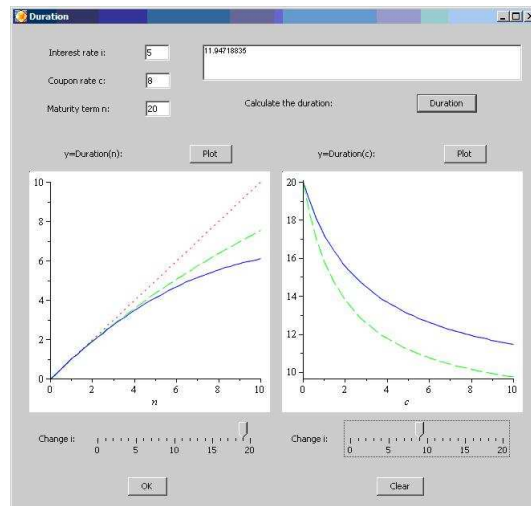 Duration
Interest rate i: 5
11.94718835
Coupon rate c: 8
Maturity term n: 20
Calculate the duration: Duration
y=Duration(n): Plot
y=Duration(c): Plot
10
8
6
4
2
0
0 2 4 6 8 10
n
20
18
16
14
12
10
0 2 4 6 8 10
c
Change i:
0 5 10 15 20
Change i:
0 5 10 15 20
OK
Clear